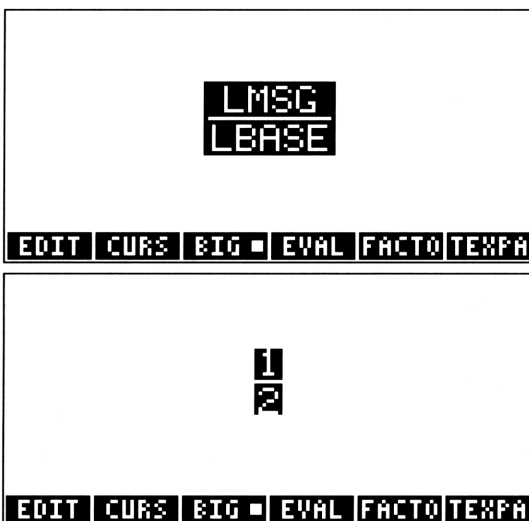 LMSG
LBASE
EDIT CURS BIG ■ EVAL FACTO TEXPA
1
2
EDIT CURS BIG ■ EVAL FACTO TEXPA